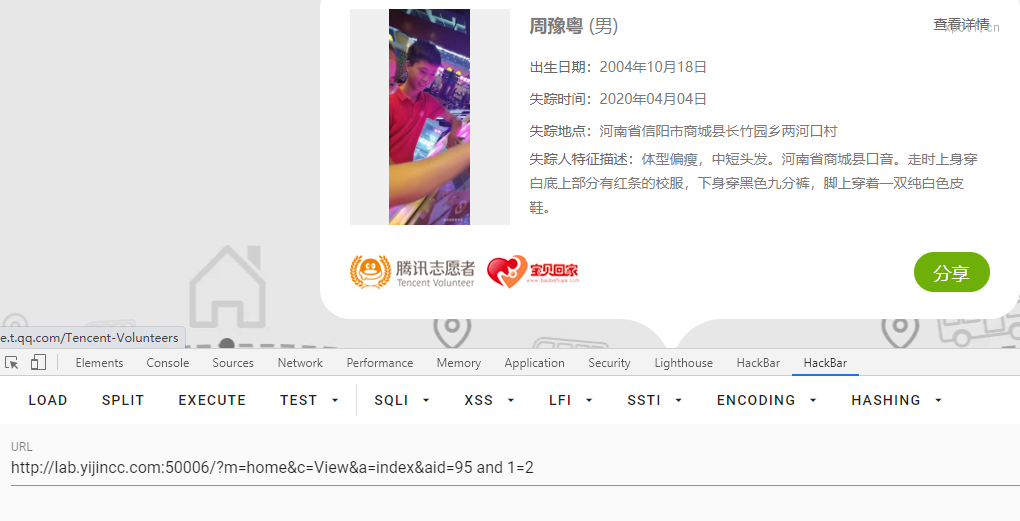 周豫粤 (男)
查看详情
出生日期：2004年10月18日
失踪时间：2020年04月04日
失踪地点：河南省信阳市商城县长竹园乡两河口村
失踪人特征描述：体型偏瘦，中短头发。河南省商城县口音。走时上身穿
白底上部分有红条的校服，下身穿黑色九分裤，脚上穿着一双纯白色皮
鞋。
腾讯志愿者
Tencent Volunteer
宝贝回家
www.baobeihuijia.com
分享
e.t.qq.com/Tencent-Volunteers
Elements Console Sources Network Performance Memory Application Security Lighthouse HackBar HackBar
LOAD SPLIT EXECUTE TEST SQLI XSS LFI SSTI ENCODING HASHING
URL
http://lab.yijincc.com:50006/?m=home&c=View&a=index&aid=95 and 1=2